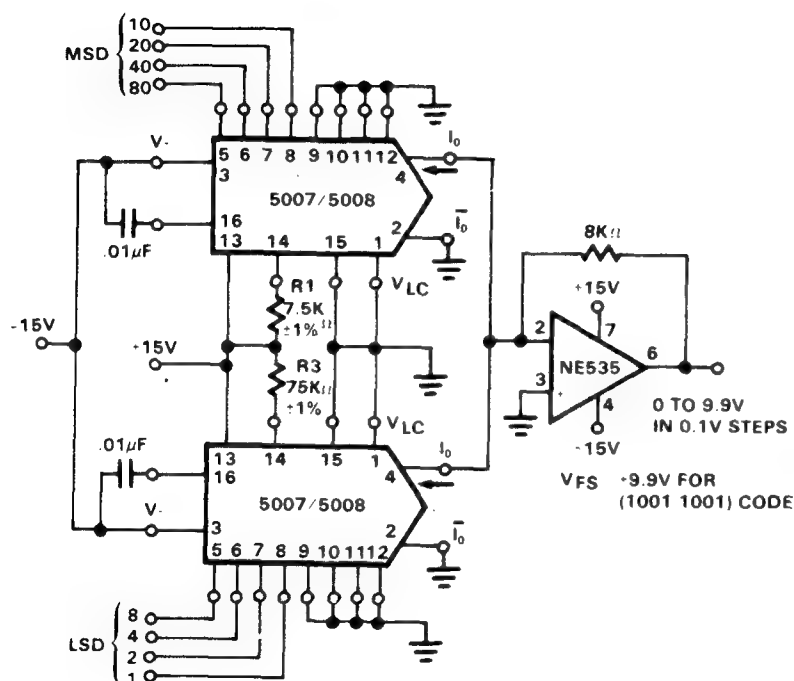 MSD
10
20
40
80
V-
5 6 7 8 9 10 11 12
3
4
I₀
5007/5008
16
2
I̅₀
.01μF
13 14 15 1
R1
7.5K Ω
±1%
VLC
-15V
+15V
R3
75KΩ
±1%
VLC
8KΩ
+15V
2
7
NE535
6
3
+
4
-15V
0 TO 9.9V
IN 0.1V STEPS
VFS +9.9V FOR
(1001 1001) CODE
.01μF
13 14 15 1
16
4
I₀
5007/5008
V-
3
2
I̅₀
5 6 7 8 9 10 11 12
LSD
8
4
2
1